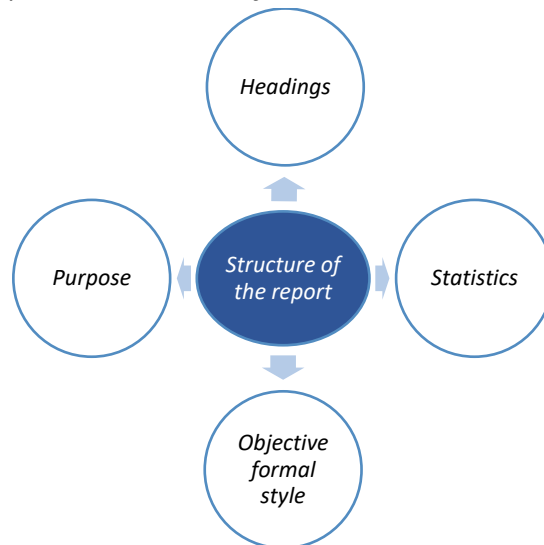 Headings
Purpose
Structure of
the report
Statistics
Objective
formal
style